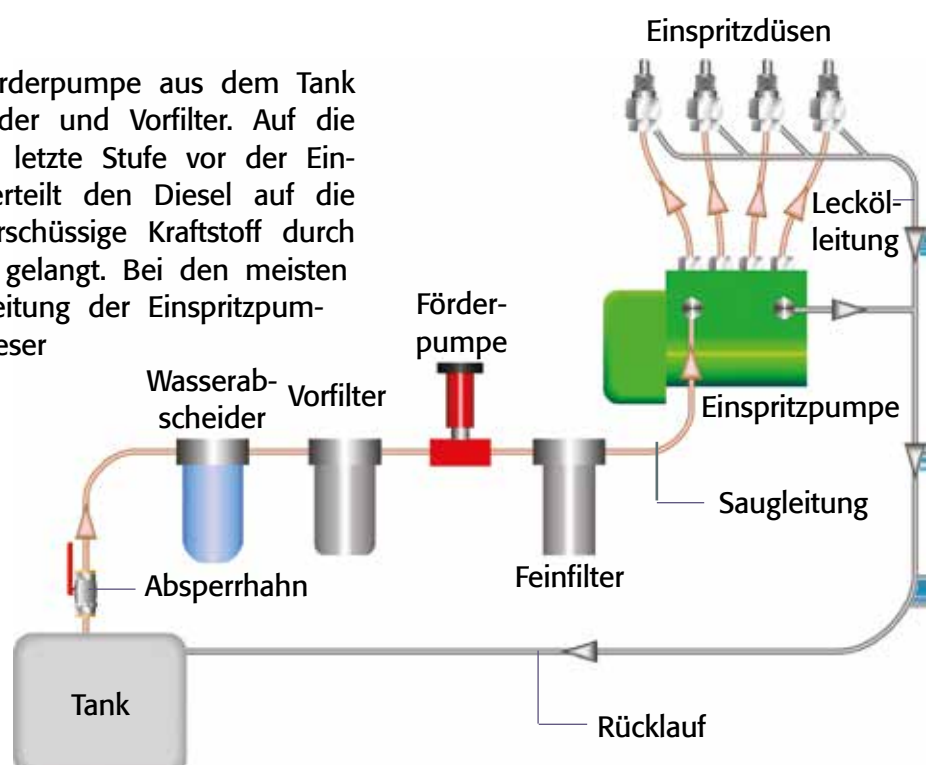 rderpumpe aus dem Tank
der und Vorfilter. Auf die
letzte Stufe vor der Ein-
erteilt den Diesel auf die
rschüssige Kraftstoff durch
gelangt. Bei den meisten
eitung der Einspritzpum-
eser
Einspritzdüsen
Lecköl-
leitung
Förder-
pumpe
Wasserab-
scheider
Vorfilter
Einspritzpumpe
Saugleitung
Feinfilter
Absperrhahn
Tank
Rücklauf